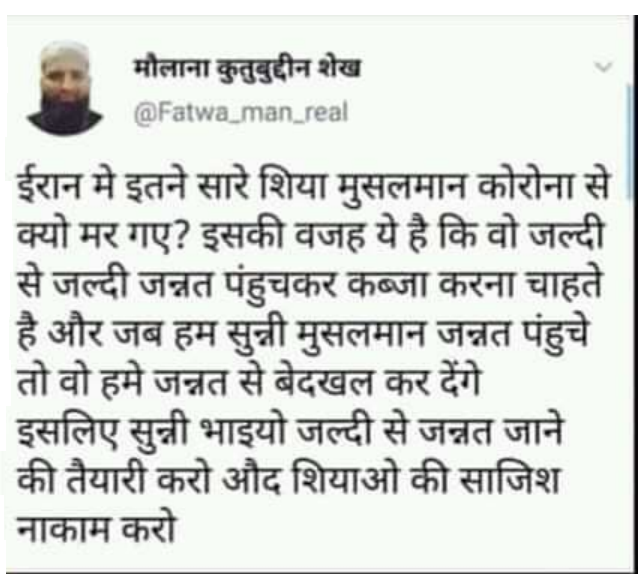 मौलाना कुतुबुद्दीन शेख
@Fatwa_man_real
ईरान मे इतने सारे शिया मुसलमान कोरोना से
क्यो मर गए? इसकी वजह ये है कि वो जल्दी
से जल्दी जन्नत पंहुचकर कब्जा करना चाहते
है और जब हम सुन्नी मुसलमान जन्नत पंहुचे
तो वो हमे जन्नत से बेदखल कर देंगे
इसलिए सुन्नी भाइयो जल्दी से जन्नत जाने
की तैयारी करो औद शियाओ की साजिश
नाकाम करो